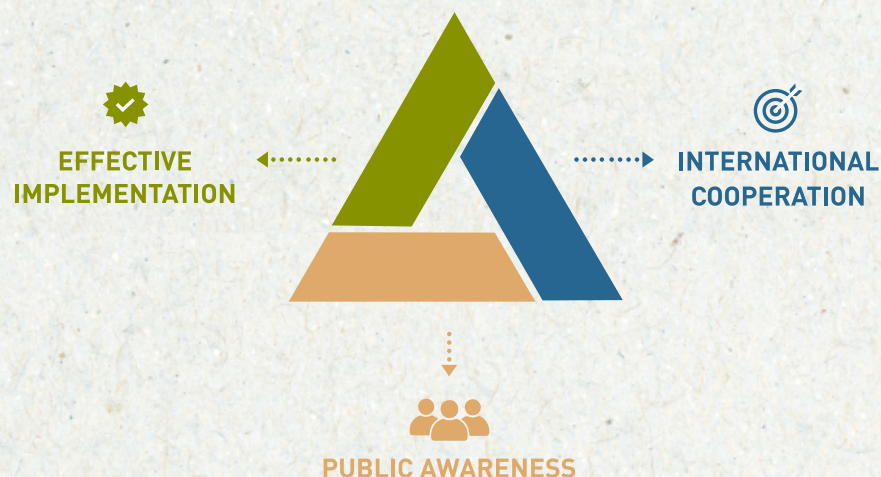 EFFECTIVE
IMPLEMENTATION
INTERNATIONAL
COOPERATION
PUBLIC AWARENESS